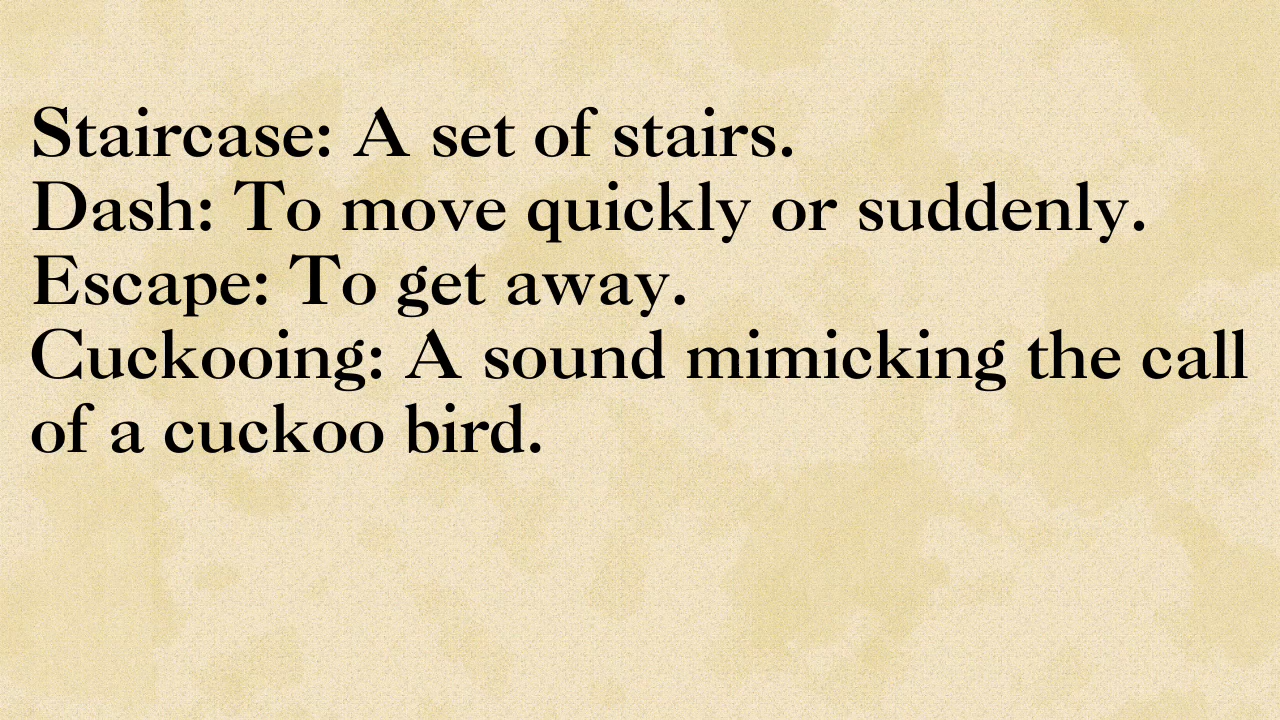 Staircase: A set of stairs.
Dash: To move quickly or suddenly.
Escape: To get away.
Cuckooing: A sound mimicking the call
of a cuckoo bird.